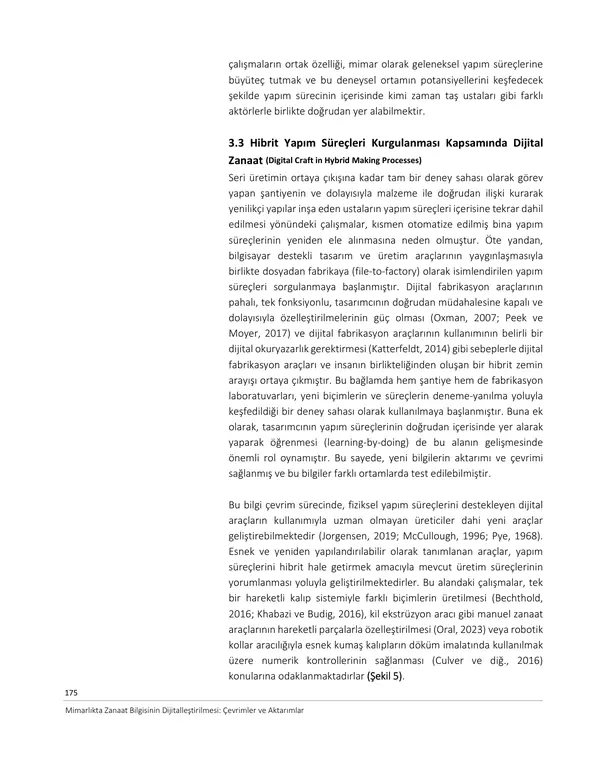 çalışmaların ortak özelliği, mimar olarak geleneksel yapım süreçlerine
büyüteç tutmak ve bu deneysel ortamın potansiyellerini keşfedecek
şekilde yapım sürecinin içerisinde kimi zaman taş ustaları gibi farklı
aktörlerle birlikte doğrudan yer alabilmektir.
3.3 Hibrit Yapım Süreçleri Kurgulanması Kapsamında Dijital
Zanaat (Digital Craft in Hybrid Making Processes)
Seri üretimin ortaya çıkışına kadar tam bir deney sahası olarak görev
yapan şantiyenin ve dolayısıyla malzeme ile doğrudan ilişki kurarak
yenilikçi yapılar inşa eden ustaların yapım süreçleri içerisine tekrar dahil
edilmesi yönündeki çalışmalar, kısmen otomatize edilmiş bina yapım
süreçlerinin yeniden ele alınmasına neden olmuştur. Öte yandan,
bilgisayar destekli tasarım ve üretim araçlarının yaygınlaşmasıyla
birlikte dosyadan fabrikaya (file-to-factory) olarak isimlendirilen yapım
süreçleri sorgulanmaya başlanmıştır. Dijital fabrikasyon araçlarının
pahalı, tek fonksiyonlu, tasarımcının doğrudan müdahalesine kapalı ve
dolayısıyla özelleştirilmelerinin güç olması (Oxman, 2007; Peek ve
Moyer, 2017) ve dijital fabrikasyon araçlarının kullanımının belirli bir
dijital okuryazarlık gerektirmesi (Katterfeldt, 2014) gibi sebeplerle dijital
fabrikasyon araçları ve insanın birlikteliğinden oluşan bir hibrit zemin
arayışı ortaya çıkmıştır. Bu bağlamda hem şantiye hem de fabrikasyon
laboratuvarları, yeni biçimlerin ve süreçlerin deneme-yanılma yoluyla
keşfedildiği bir deney sahası olarak kullanılmaya başlanmıştır. Buna ek
olarak, tasarımcının yapım süreçlerinin doğrudan içerisinde yer alarak
yaparak öğrenmesi (learning-by-doing) de bu alanın gelişmesinde
önemli rol oynamıştır. Bu sayede, yeni bilgilerin aktarımı ve çevrimi
sağlanmış ve bu bilgiler farklı ortamlarda test edilebilmiştir.
Bu bilgi çevrim sürecinde, fiziksel yapım süreçlerini destekleyen dijital
araçların kullanımıyla uzman olmayan üreticiler dahi yeni araçlar
geliştirebilmektedir (Jorgensen, 2019; McCullough, 1996; Pye, 1968).
Esnek ve yeniden yapılandırılabilir olarak tanımlanan araçlar, yapım
süreçlerini hibrit hale getirmek amacıyla mevcut üretim süreçlerinin
yorumlanması yoluyla geliştirilmektedirler. Bu alandaki çalışmalar, tek
bir hareketli kalıp sistemiyle farklı biçimlerin üretilmesi (Bechthold,
2016; Khabazi ve Budig, 2016), kil ekstrüzyon aracı gibi manuel zanaat
araçlarının hareketli parçalarla özelleştirilmesi (Oral, 2023) veya robotik
kollar aracılığıyla esnek kumaş kalıpların döküm imalatında kullanılmak
üzere numerik kontrollerinin sağlanması (Culver ve diğ., 2016)
konularına odaklanmaktadırlar (Şekil 5).
175
Mimarlıkta Zanaat Bilgisinin Dijitalleştirilmesi: Çevrimler ve Aktarımlar